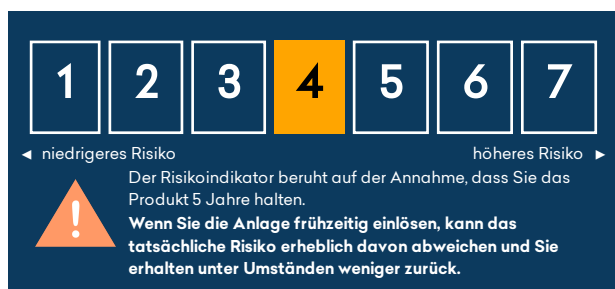 1 2 3 4 5 6 7
◄ niedrigeres Risiko höheres Risiko ►
Der Risikoindikator beruht auf der Annahme, dass Sie das
Produkt 5 Jahre halten.
!
Wenn Sie die Anlage frühzeitig einlösen, kann das
tatsächliche Risiko erheblich davon abweichen und Sie
erhalten unter Umständen weniger zurück.